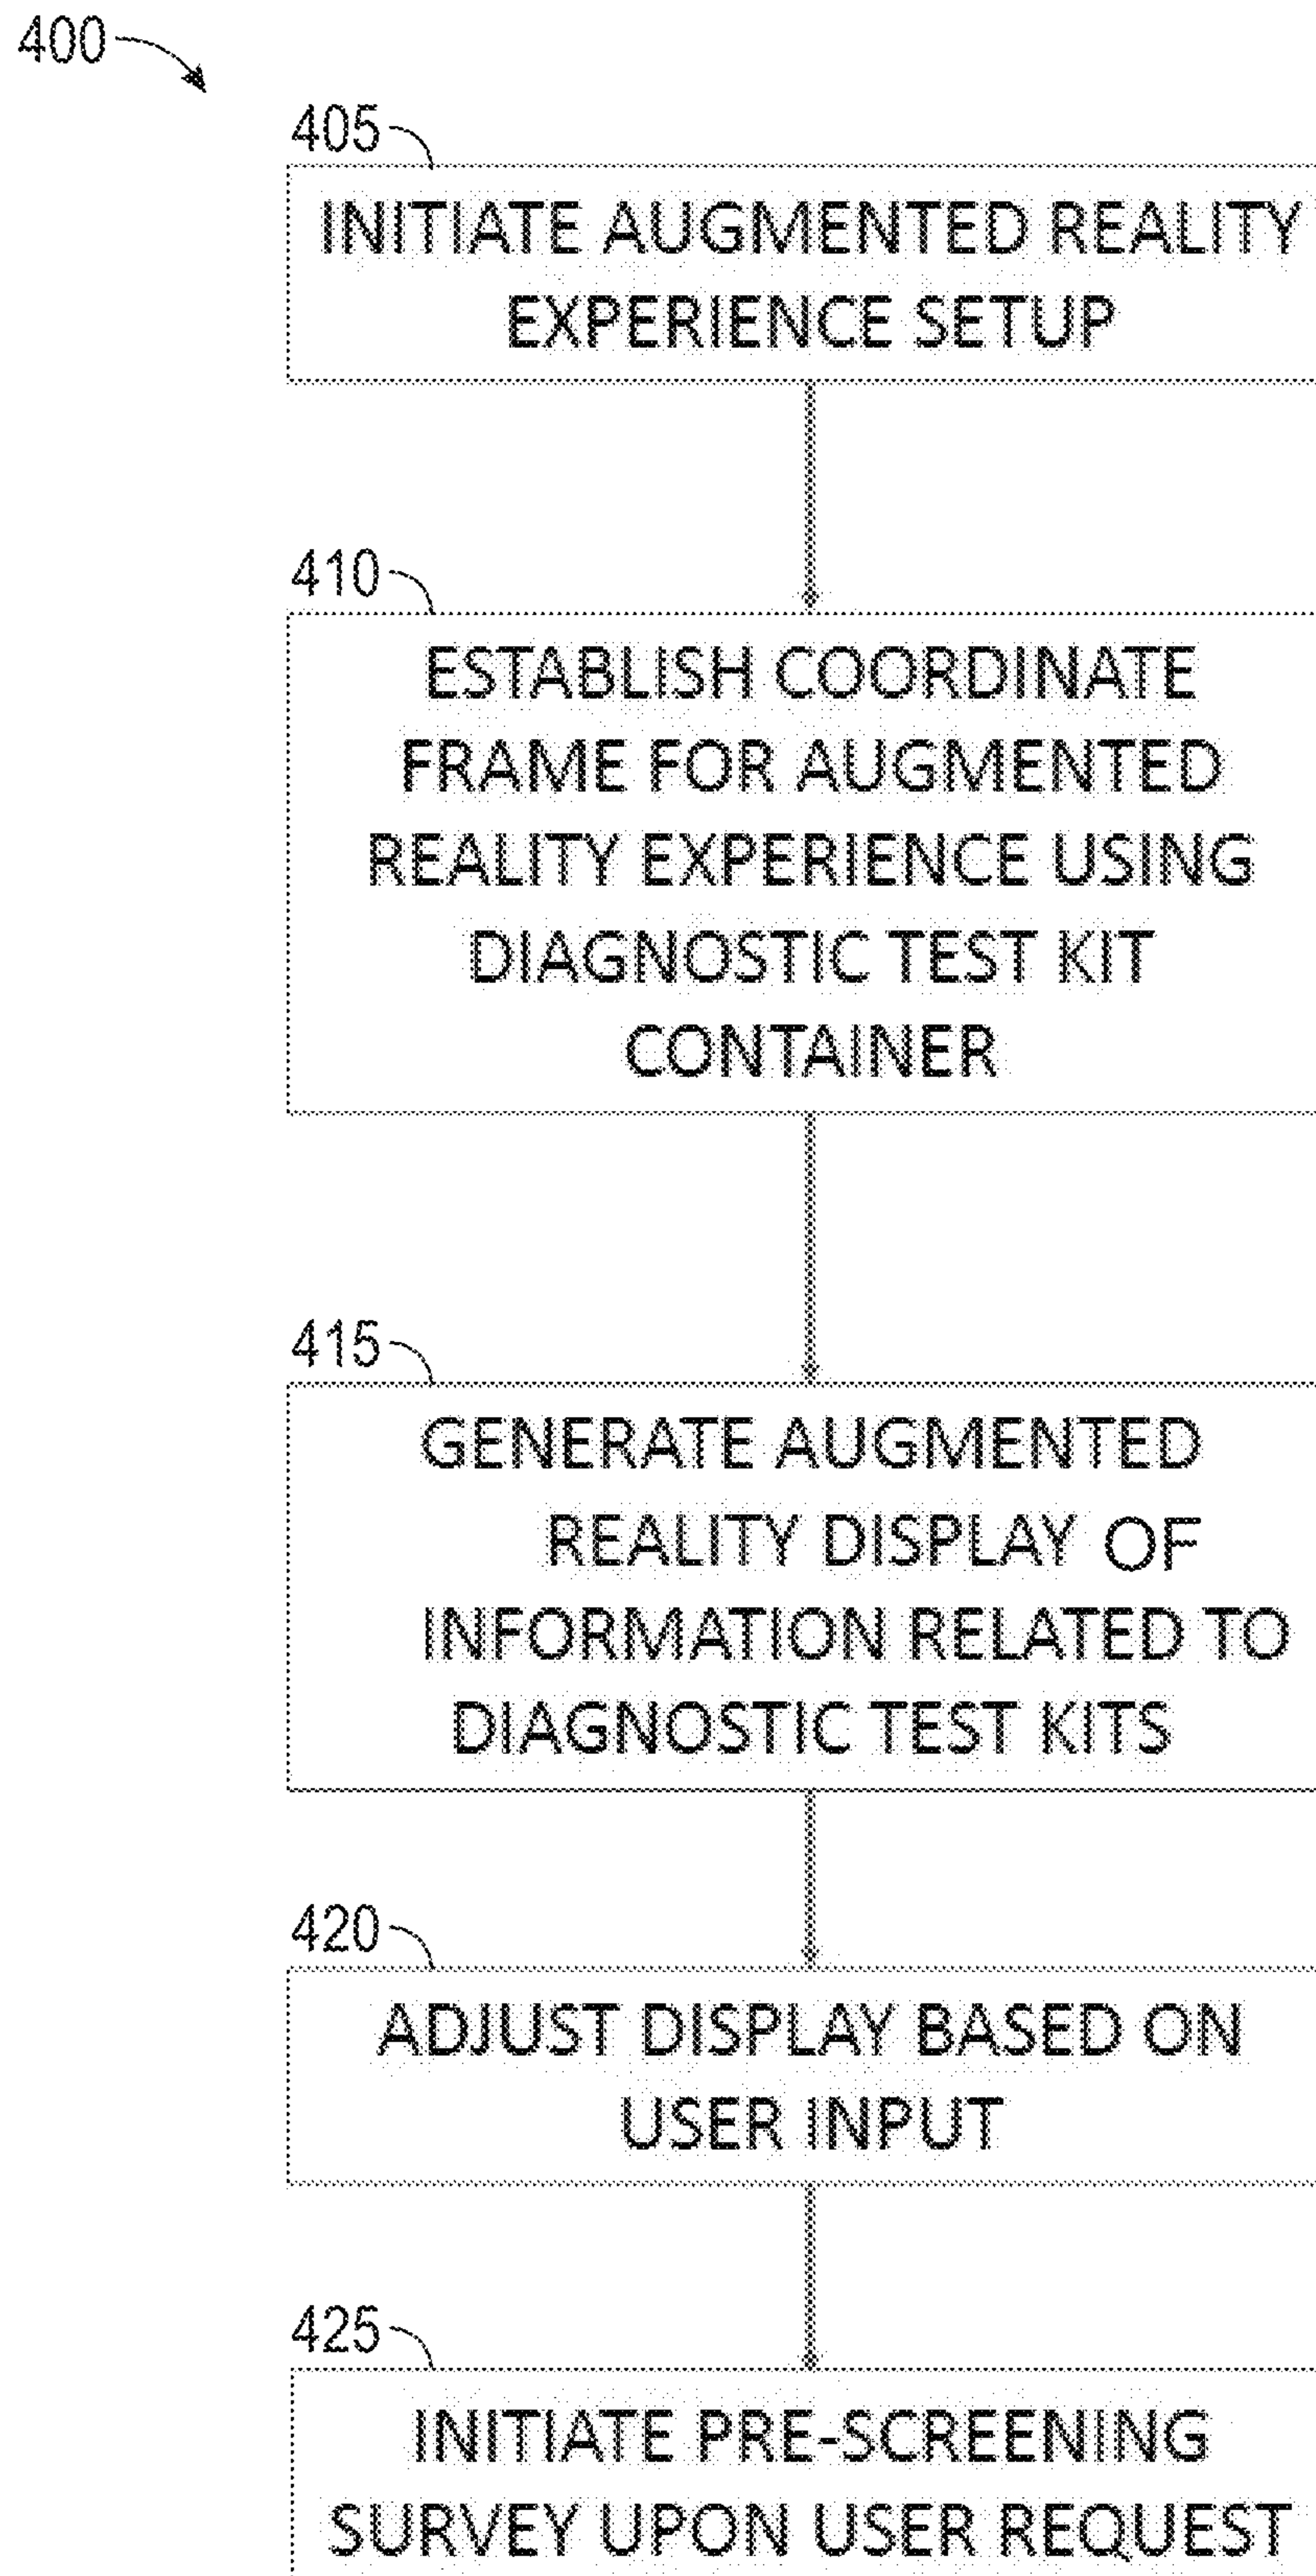 400
405
INITIATE AUGMENTED REALITY
EXPERIENCE SETUP
410
ESTABLISH COORDINATE
FRAME FOR AUGMENTED
REALITY EXPERIENCE USING
DIAGNOSTIC TEST KIT
CONTAINER
415
GENERATE AUGMENTED
REALITY DISPLAY OF
INFORMATION RELATED TO
DIAGNOSTIC TEST KITS
420
ADJUST DISPLAY BASED ON
USER INPUT
425
INITIATE PRE-SCREENING
SURVEY UPON USER REQUEST